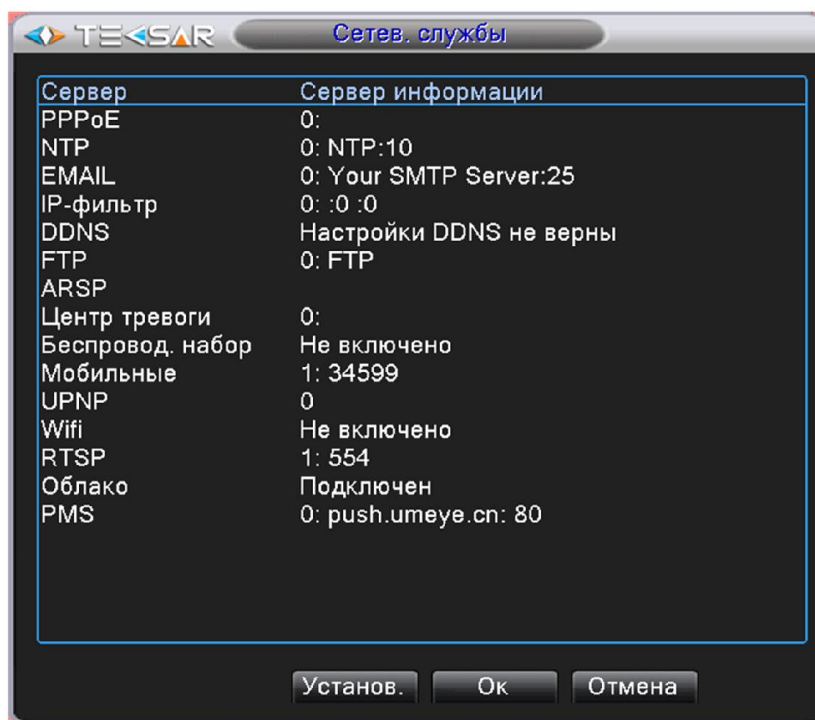 TECSAR Сетев. службы
Сервер Сервер информации
PPPoE 0:
NTP 0: NTP:10
EMAIL 0: Your SMTP Server:25
IP-фильтр 0: :0 :0
DDNS Настройки DDNS не верны
FTP 0: FTP
ARSP
Центр тревоги 0:
Беспровод. набор Не включено
Мобильные 1: 34599
UPNP 0
Wifi Не включено
RTSP 1: 554
Облако Подключен
PMS 0: push.umeye.cn: 80
Установ. Ок Отмена